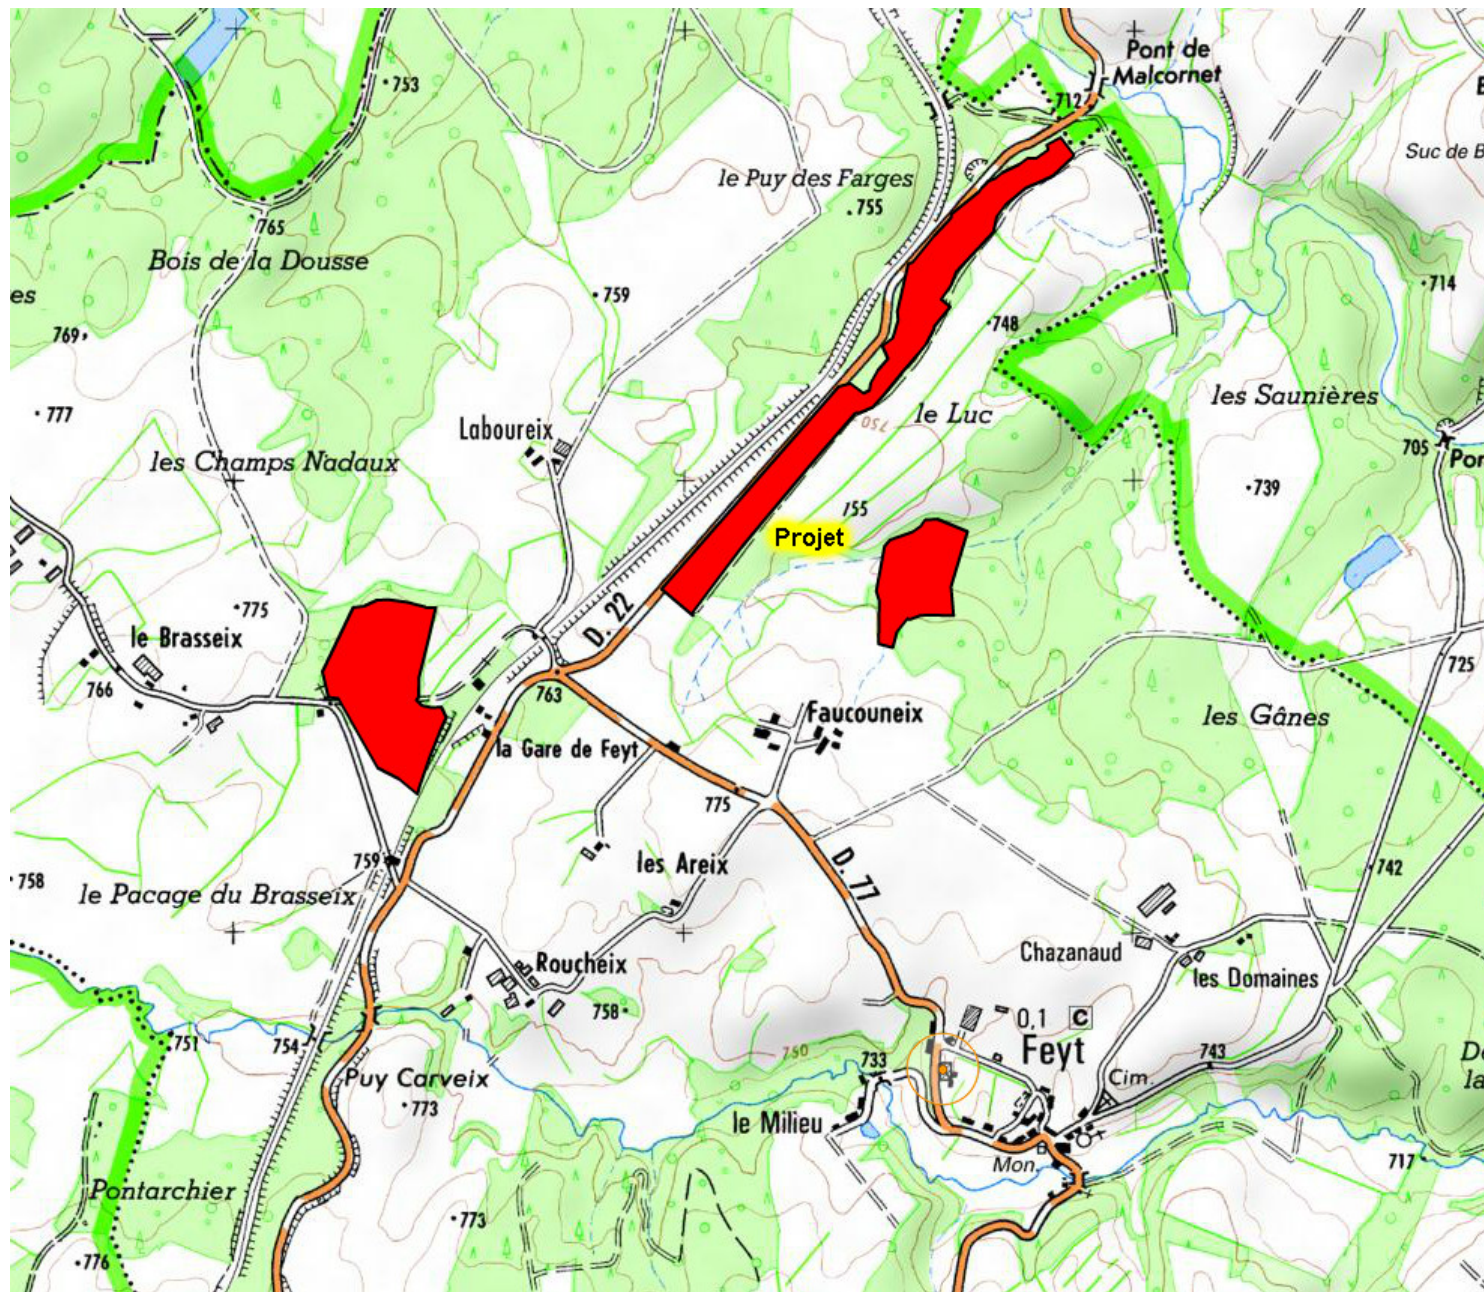 Pont de
Malcornet
753
712
Suc de B
le Puy des Farges
755
765
Bois de la Dousse
es
759
714
769
748
les Saunières
777
le Luc
750
Laboureix
705
Pon
les Champs Nadaux
739
755
Projet
775
D. 22
le Brasseix
725
766
763
Faucouneix
les Gânes
la Gare de Feyt
775
759
les Areix
742
758
D. 77
le Pacage du Brasseix
Chazanaud
Roucheix
les Domaines
758
0,1 C
751
754
Feyt
750
733
743
Puy Carveix
Cim.
773
le Milieu
Mon.
717
Pontarchier
773
776